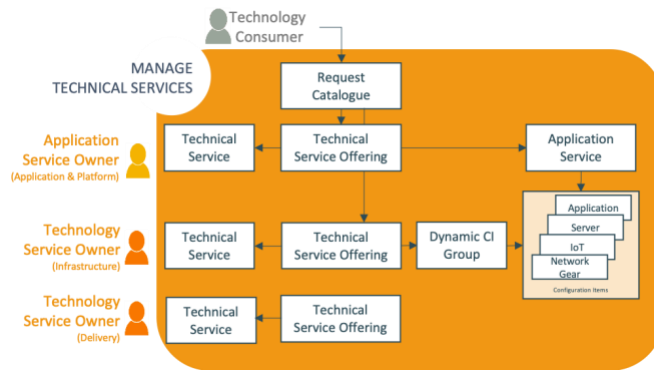 Technology
Consumer
MANAGE
TECHNICAL SERVICES
Request
Catalogue
Application
Service Owner
(Application & Platform)
Technical
Service
Technical
Service Offering
Application
Service
Technology
Service Owner
(Infrastructure)
Technical
Service
Technical
Service Offering
Dynamic CI
Group
Application
Server
IoT
Network
Gear
Configuration Items
Technology
Service Owner
(Delivery)
Technical
Service
Technical
Service Offering